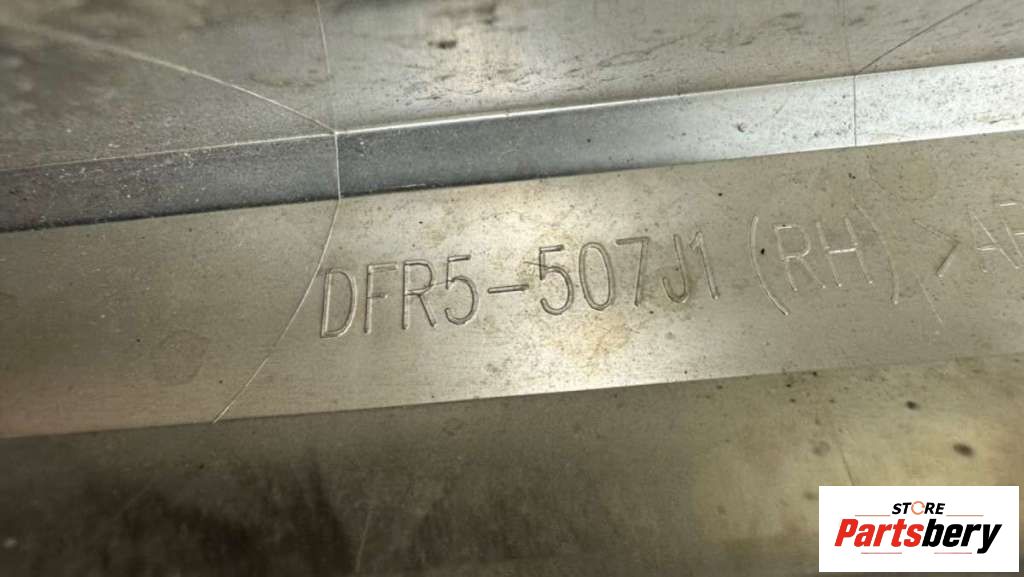 DFR5-507J1 (RH)
STORE
Partsbery